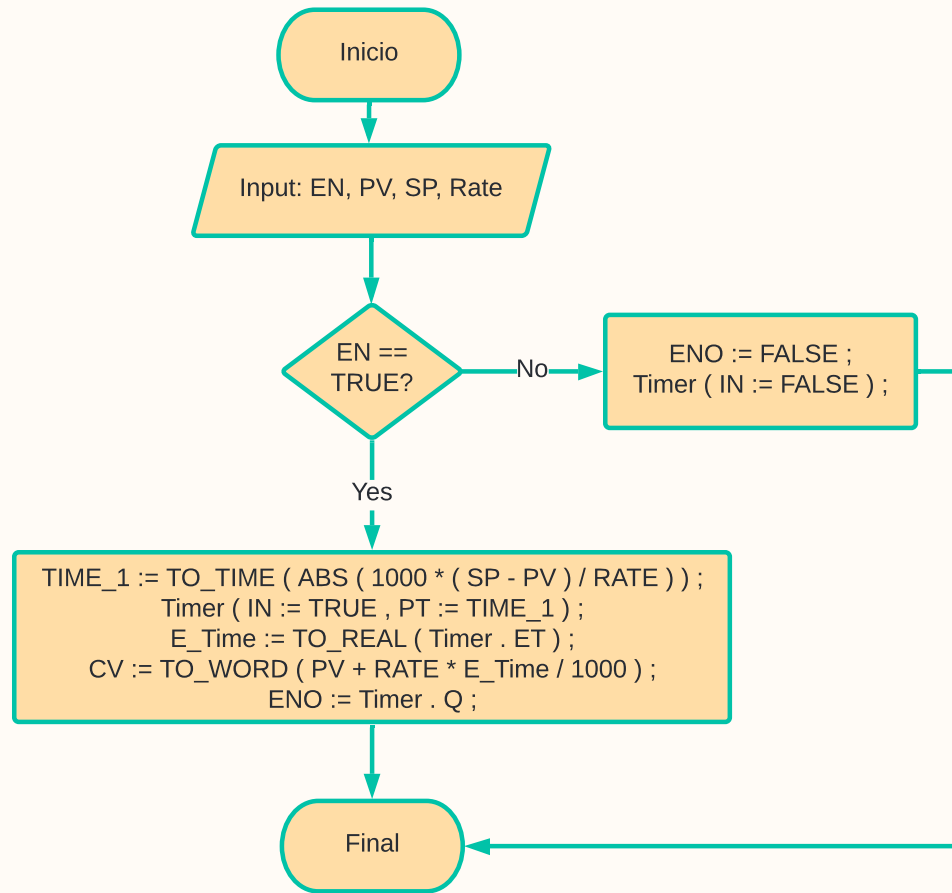 Inicio
Input: EN, PV, SP, Rate
EN ==
TRUE?
No
ENO := FALSE ;
Timer ( IN := FALSE ) ;
Yes
TIME_1 := TO_TIME ( ABS ( 1000 * ( SP - PV ) / RATE ) ) ;
Timer ( IN := TRUE , PT := TIME_1 ) ;
E_Time := TO_REAL ( Timer . ET ) ;
CV := TO_WORD ( PV + RATE * E_Time / 1000 ) ;
ENO := Timer . Q ;
Final